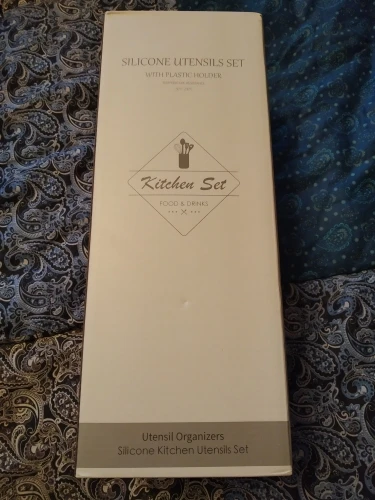 SILICONE UTENSILS SET
WITH PLASTIC HOLDER
Kitchen Set
FOOD & DRINKS
Utensil Organizers
Silicone Kitchen Utensils Set